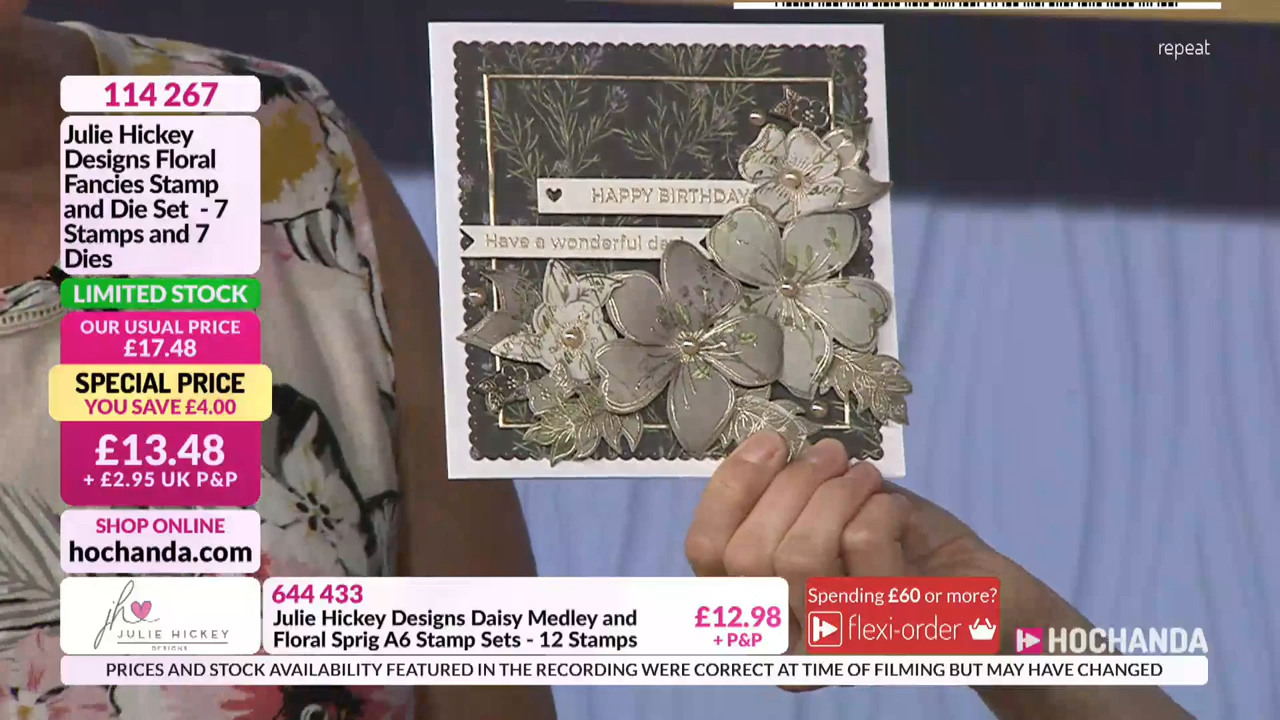 repeat
114 267
Julie Hickey
Designs Floral
Fancies Stamp
and Die Set - 7
Stamps and 7
Dies
LIMITED STOCK
OUR USUAL PRICE
£17.48
SPECIAL PRICE
YOU SAVE £4.00
£13.48
+ £2.95 UK P&P
SHOP ONLINE
hochanda.com
HAPPY BIRTHDAY
Have a wonderful
jh
JULIE HICKEY
DESIGNS
644 433
Julie Hickey Designs Daisy Medley and
Floral Sprig A6 Stamp Sets - 12 Stamps
£12.98
+ P&P
Spending £60 or more?
flexi-order
HOCHANDA
PRICES AND STOCK AVAILABILITY FEATURED IN THE RECORDING WERE CORRECT AT TIME OF FILMING BUT MAY HAVE CHANGED